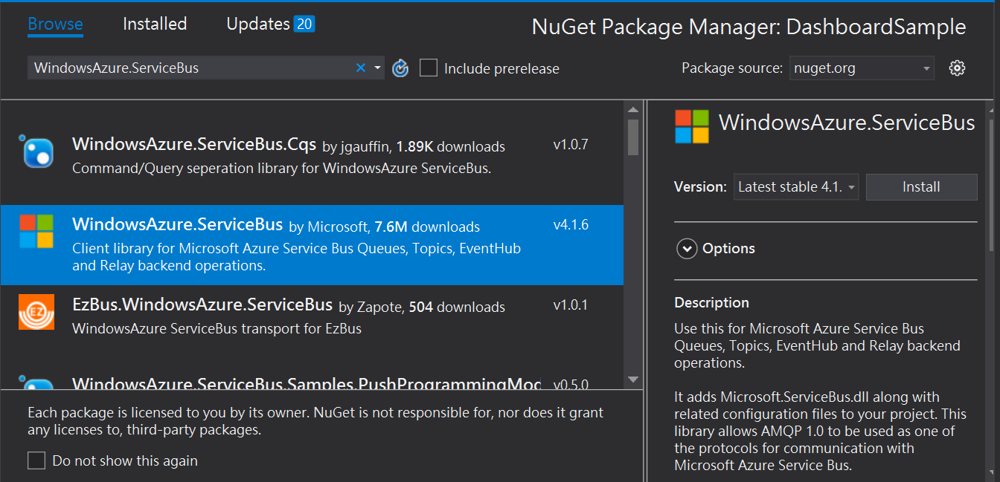 Browse Installed Updates 20 NuGet Package Manager: DashboardSample
WindowsAzure.ServiceBus Include prerelease Package source: nuget.org
WindowsAzure.ServiceBus.Cqs by jgauffin, 1.89K downloads v1.0.7
Command/Query seperation library for WindowsAzure ServiceBus.
WindowsAzure.ServiceBus by Microsoft, 7.6M downloads v4.1.6
Client library for Microsoft Azure Service Bus Queues, Topics, EventHub
and Relay backend operations.
EZ
EzBus.WindowsAzure.ServiceBus by Zapote, 504 downloads v1.0.1
WindowsAzure ServiceBus transport for EzBus
WindowsAzure.ServiceBus.Samples.PushProgrammingMod v0.5.0
Each package is licensed to you by its owner. NuGet is not responsible for, nor does it grant
any licenses to, third-party packages.
Do not show this again
WindowsAzure.ServiceBus
Version: Latest stable 4.1. Install
Options
Description
Use this for Microsoft Azure Service Bus
Queues, Topics, EventHub and Relay backend
operations.
It adds Microsoft.ServiceBus.dll along with
related configuration files to your project. This
library allows AMQP 1.0 to be used as one of
the protocols for communication with
Microsoft Azure Service Bus.